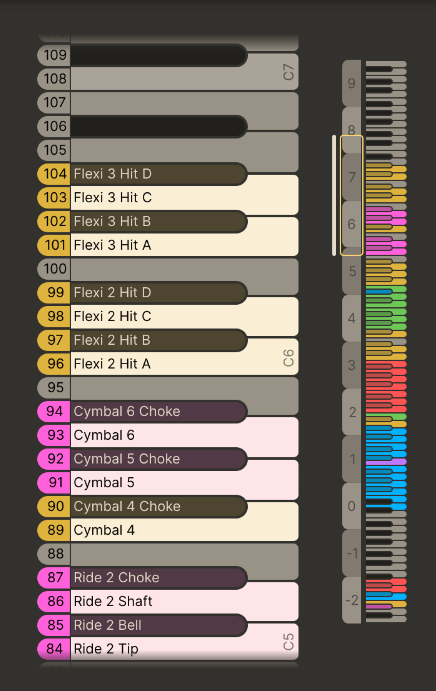 109
108
C7
107
106
105
104 Flexi 3 Hit D
103 Flexi 3 Hit C
102 Flexi 3 Hit B
101 Flexi 3 Hit A
100
99 Flexi 2 Hit D
98 Flexi 2 Hit C
97 Flexi 2 Hit B
96 Flexi 2 Hit A
C6
95
94 Cymbal 6 Choke
93 Cymbal 6
92 Cymbal 5 Choke
91 Cymbal 5
90 Cymbal 4 Choke
89 Cymbal 4
88
87 Ride 2 Choke
86 Ride 2 Shaft
85 Ride 2 Bell
84 Ride 2 Tip
C5
9
8
7
6
5
4
3
2
1
0
-1
-2